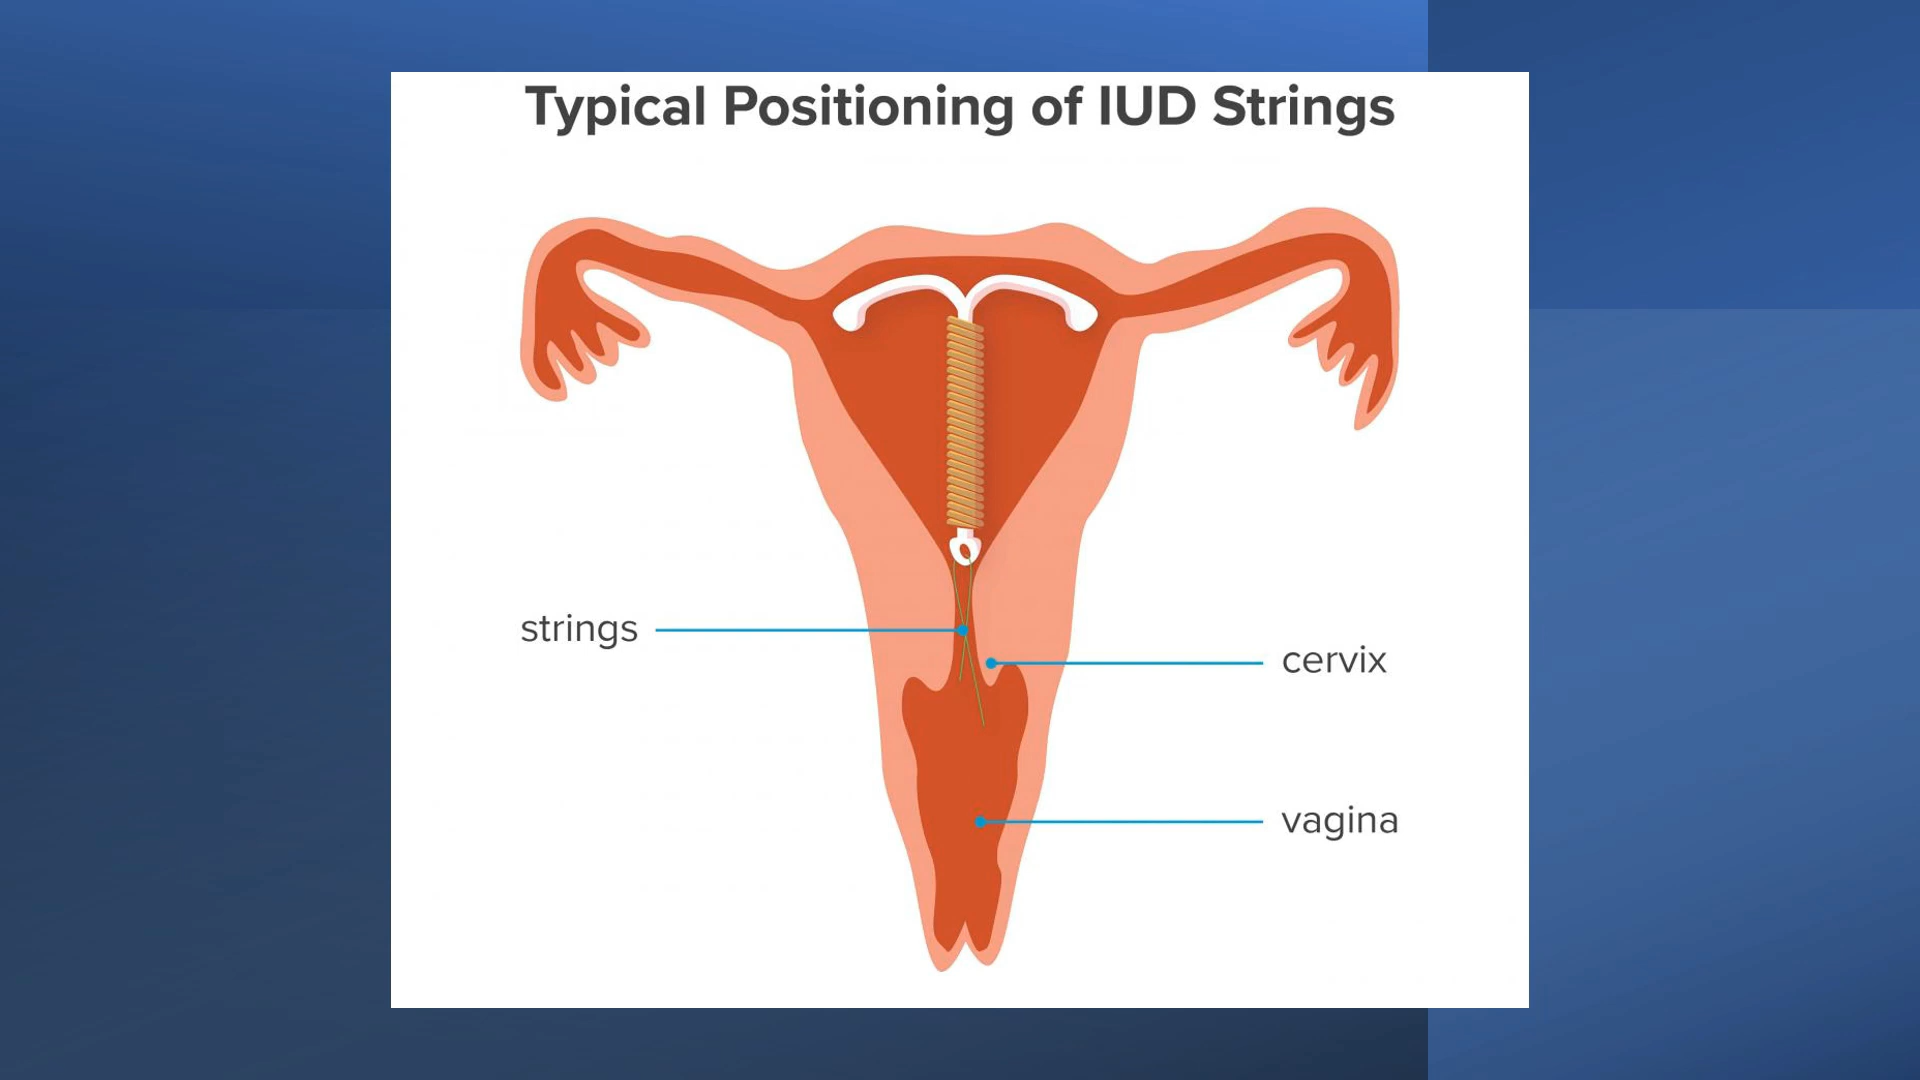 Typical Positioning of IUD Strings
strings
cervix
vagina